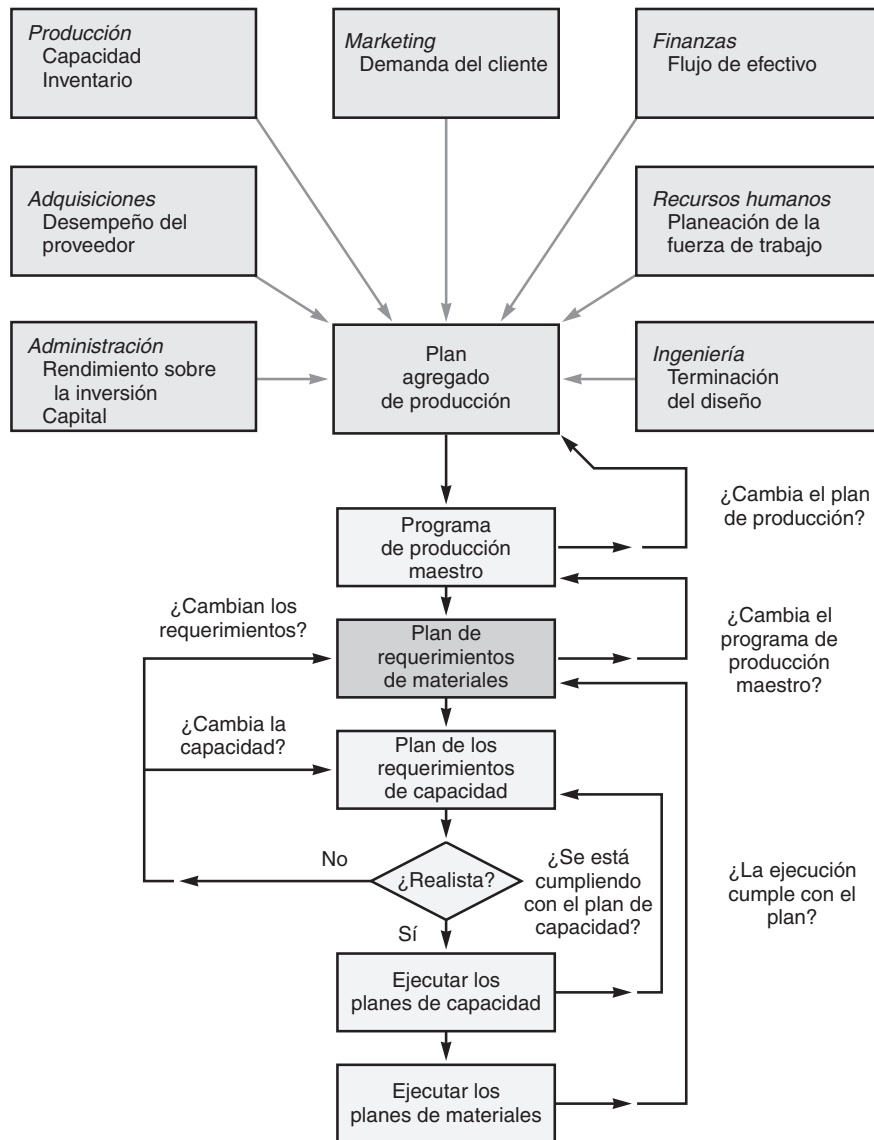 Producción
Capacidad
Inventario
Marketing
Demanda del cliente
Finanzas
Flujo de efectivo
Adquisiciones
Desempeño del
proveedor
Recursos humanos
Planeación de la
fuerza de trabajo
Administración
Rendimiento sobre
la inversión
Capital
Plan
agregado
de producción
Ingeniería
Terminación
del diseño
¿Cambia el plan
de producción?
Programa
de producción
maestro
¿Cambian los
requerimientos?
Plan de
requerimientos
de materiales
¿Cambia el
programa de
producción
maestro?
¿Cambia la
capacidad?
Plan de los
requerimientos
de capacidad
No
¿Realista?
¿Se está
cumpliendo
con el plan de
capacidad?
¿La ejecución
cumple con el
plan?
Sí
Ejecutar los
planes de capacidad
Ejecutar los
planes de materiales